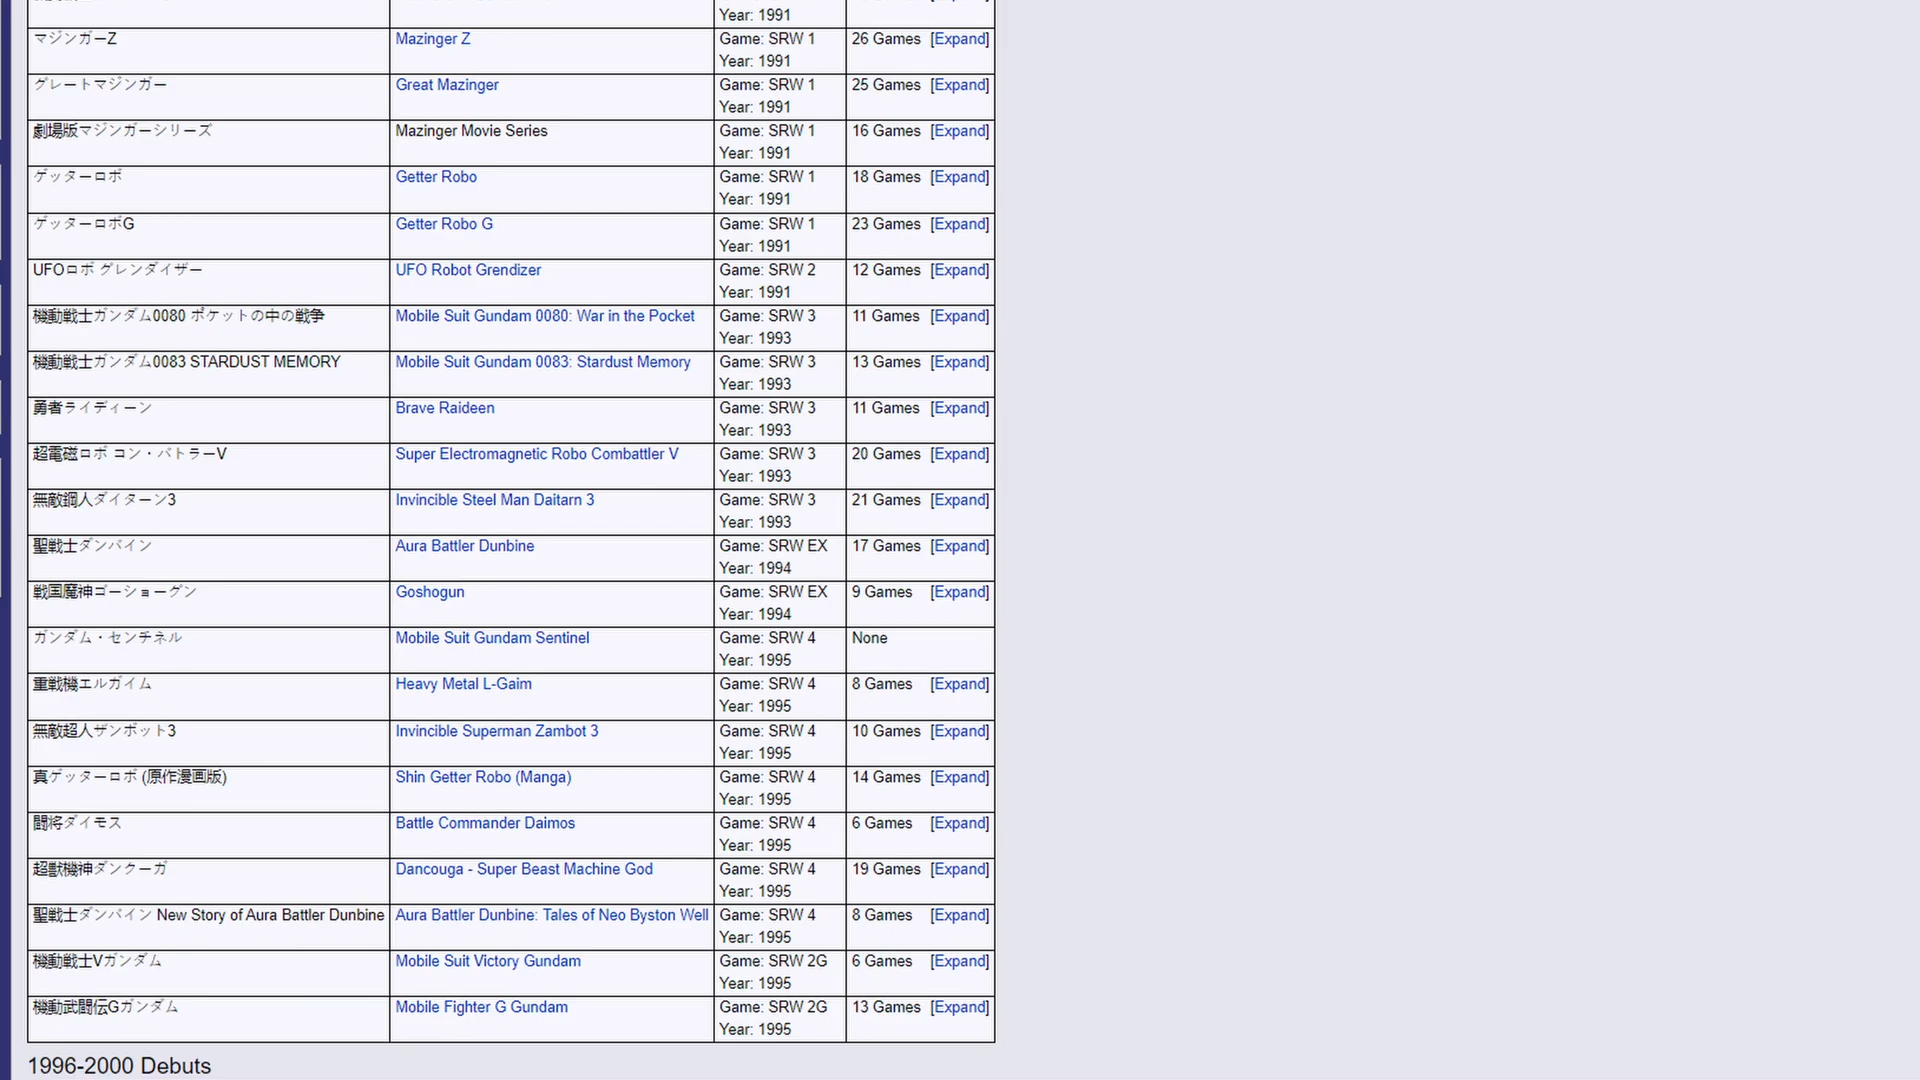 Year: 1991
マジンガーZ Mazinger Z Game: SRW 1 26 Games [Expand]
Year: 1991
グレートマジンガー Great Mazinger Game: SRW 1 25 Games [Expand]
Year: 1991
劇場版マジンガーシリーズ Mazinger Movie Series Game: SRW 1 16 Games [Expand]
Year: 1991
ゲッターロボ Getter Robo Game: SRW 1 18 Games [Expand]
Year: 1991
ゲッターロボG Getter Robo G Game: SRW 1 23 Games [Expand]
Year: 1991
UFOロボ グレンダイザー UFO Robot Grendizer Game: SRW 2 12 Games [Expand]
Year: 1991
機動戦士ガンダム0080 ポケットの中の戦争 Mobile Suit Gundam 0080: War in the Pocket Game: SRW 3 11 Games [Expand]
Year: 1993
機動戦士ガンダム0083 STARDUST MEMORY Mobile Suit Gundam 0083: Stardust Memory Game: SRW 3 13 Games [Expand]
Year: 1993
勇者ライディーン Brave Raideen Game: SRW 3 11 Games [Expand]
Year: 1993
超電磁ロボ コン・バトラーV Super Electromagnetic Robo Combattler V Game: SRW 3 20 Games [Expand]
Year: 1993
無敵鋼人ダイターン3 Invincible Steel Man Daitarn 3 Game: SRW 3 21 Games [Expand]
Year: 1993
聖戦士ダンバイン Aura Battler Dunbine Game: SRW EX 17 Games [Expand]
Year: 1994
戦国魔神ゴーショーグン Goshogun Game: SRW EX 9 Games [Expand]
Year: 1994
ガンダム・センチネル Mobile Suit Gundam Sentinel Game: SRW 4 None
Year: 1995
重戦機エルガイム Heavy Metal L-Gaim Game: SRW 4 8 Games [Expand]
Year: 1995
無敵超人ザンボット3 Invincible Superman Zambot 3 Game: SRW 4 10 Games [Expand]
Year: 1995
真ゲッターロボ (原作漫画版) Shin Getter Robo (Manga) Game: SRW 4 14 Games [Expand]
Year: 1995
闘将ダイモス Battle Commander Daimos Game: SRW 4 6 Games [Expand]
Year: 1995
超獣機神ダンクーガ Dancouga - Super Beast Machine God Game: SRW 4 19 Games [Expand]
Year: 1995
聖戦士ダンバイン New Story of Aura Battler Dunbine Aura Battler Dunbine: Tales of Neo Byston Well Game: SRW 4 8 Games [Expand]
Year: 1995
機動戦士Vガンダム Mobile Suit Victory Gundam Game: SRW 2G 6 Games [Expand]
Year: 1995
機動武闘伝Gガンダム Mobile Fighter G Gundam Game: SRW 2G 13 Games [Expand]
Year: 1995
1996-2000 Debuts